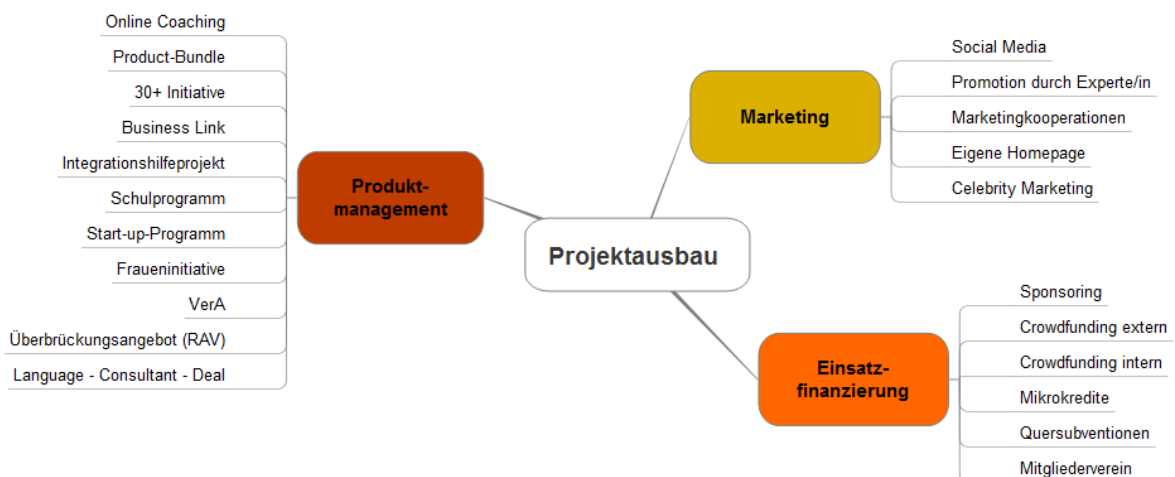 Online Coaching
Product-Bundle
30+ Initiative
Business Link
Integrationshilfeprojekt
Schulprogramm
Start-up-Programm
Fraueninitiative
VerA
Überbrückungsangebot (RAV)
Language - Consultant - Deal
Produkt-
management
Projektausbau
Marketing
Social Media
Promotion durch Experte/in
Marketingkooperationen
Eigene Homepage
Celebrity Marketing
Einsatz-
finanzierung
Sponsoring
Crowdfunding extern
Crowdfunding intern
Mikrokredite
Quersubventionen
Mitgliederverein